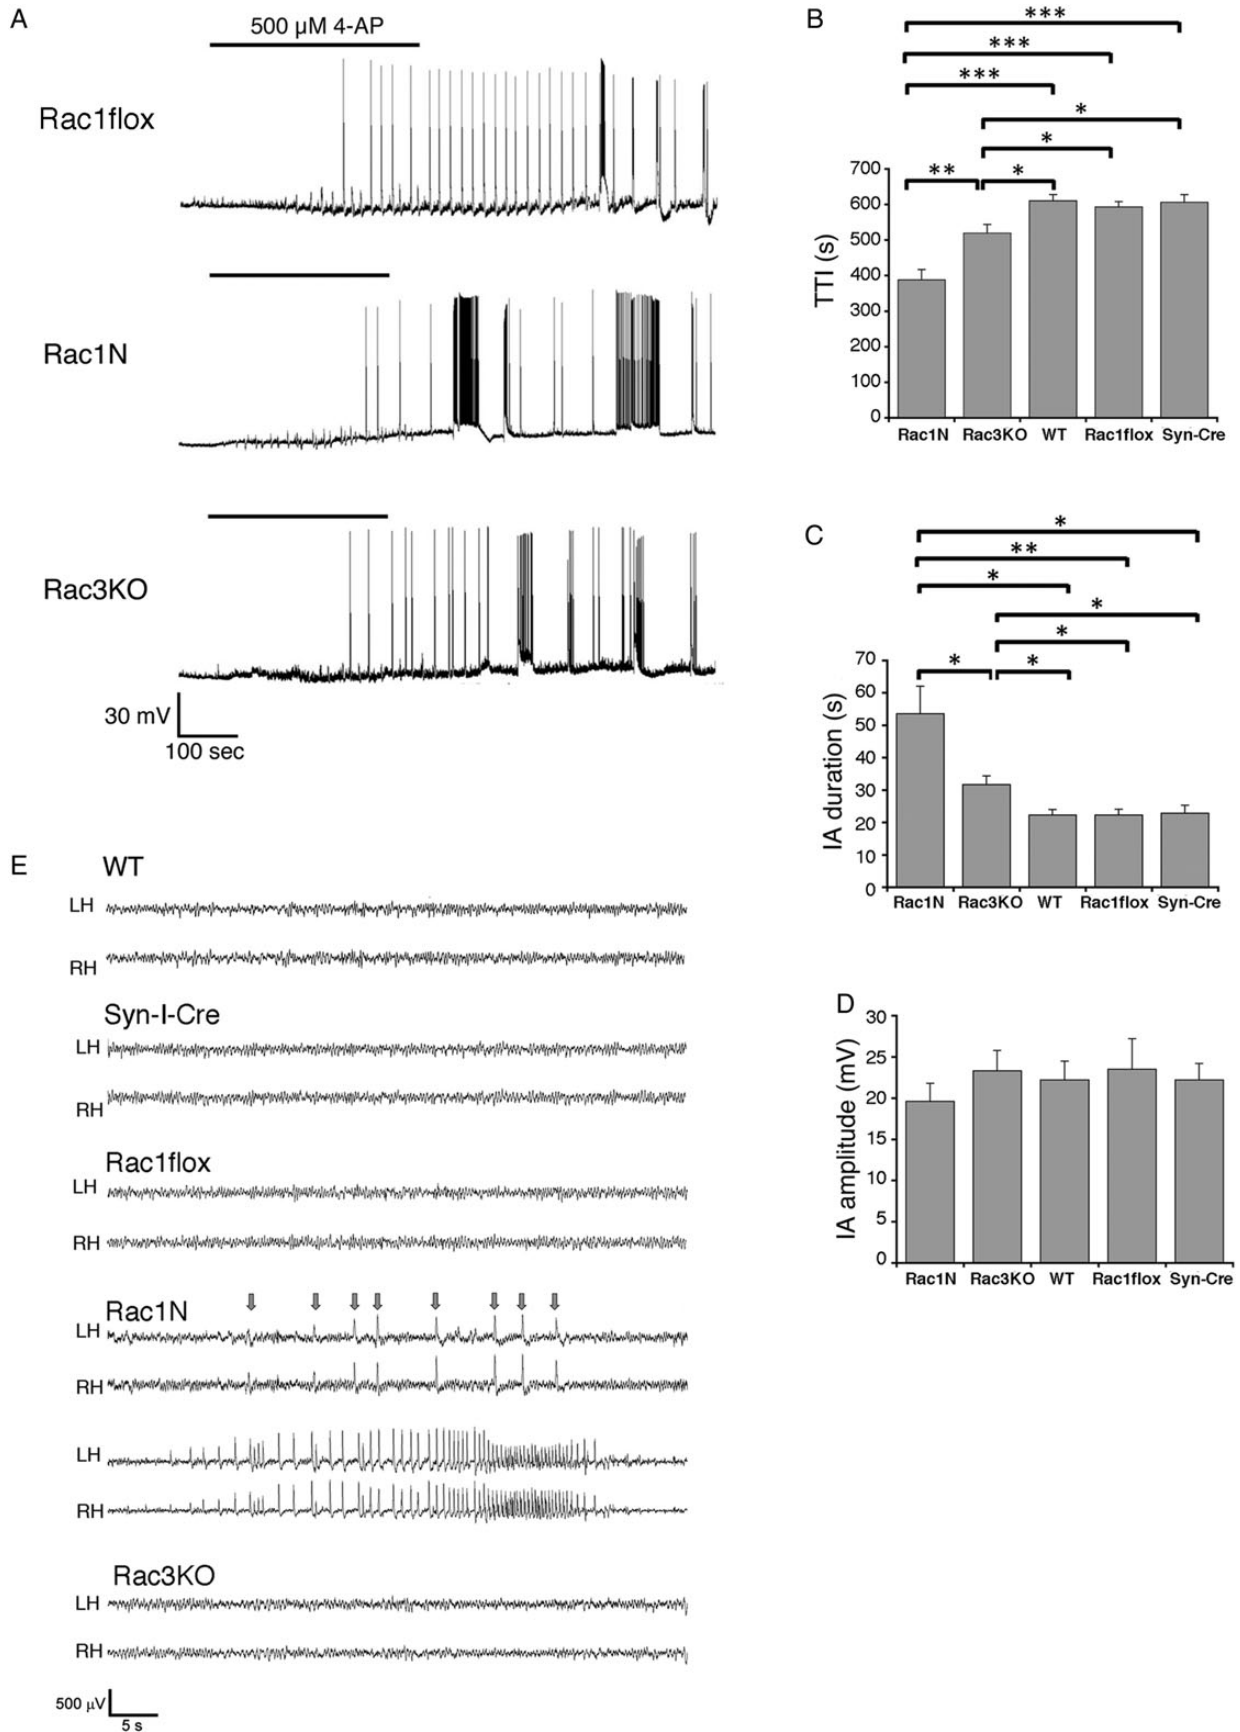 A
500 µM 4-AP
Rac1flox
Rac1N
Rac3KO
30 mV
100 sec
B
***
***
***
*
*
** *
700
600
500
400
300
200
100
0
TTI (s)
Rac1N Rac3KO WT Rac1flox Syn-Cre
C
*
**
*
*
*
* *
70
60
50
40
30
20
10
0
IA duration (s)
Rac1N Rac3KO WT Rac1flox Syn-Cre
D
30
25
20
15
10
5
0
IA amplitude (mV)
Rac1N Rac3KO WT Rac1flox Syn-Cre
E
WT
LH
RH
Syn-I-Cre
LH
RH
Rac1flox
LH
RH
Rac1N
LH
RH
LH
RH
Rac3KO
LH
RH
500 µV
5 s